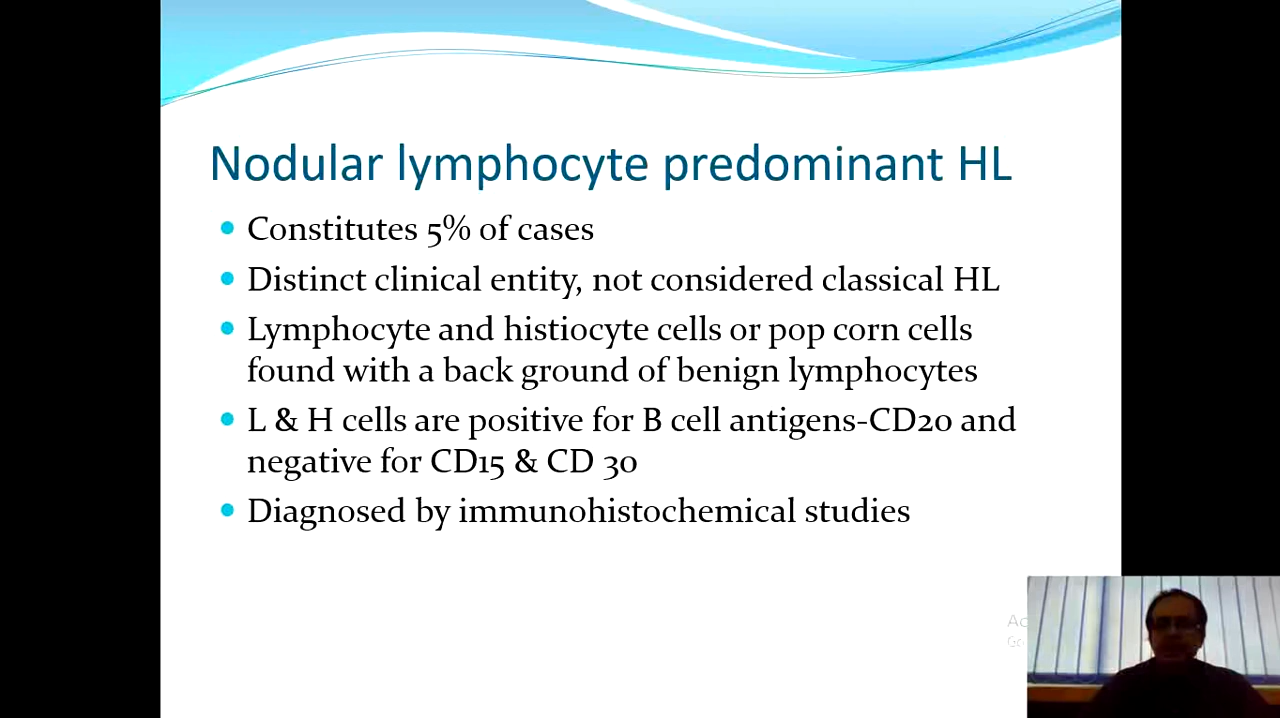 Nodular lymphocyte predominant HL
Constitutes 5% of cases
Distinct clinical entity, not considered classical HL
Lymphocyte and histiocyte cells or pop corn cells
found with a back ground of benign lymphocytes
L & H cells are positive for B cell antigens-CD20 and
negative for CD15 & CD 30
Diagnosed by immunohistochemical studies